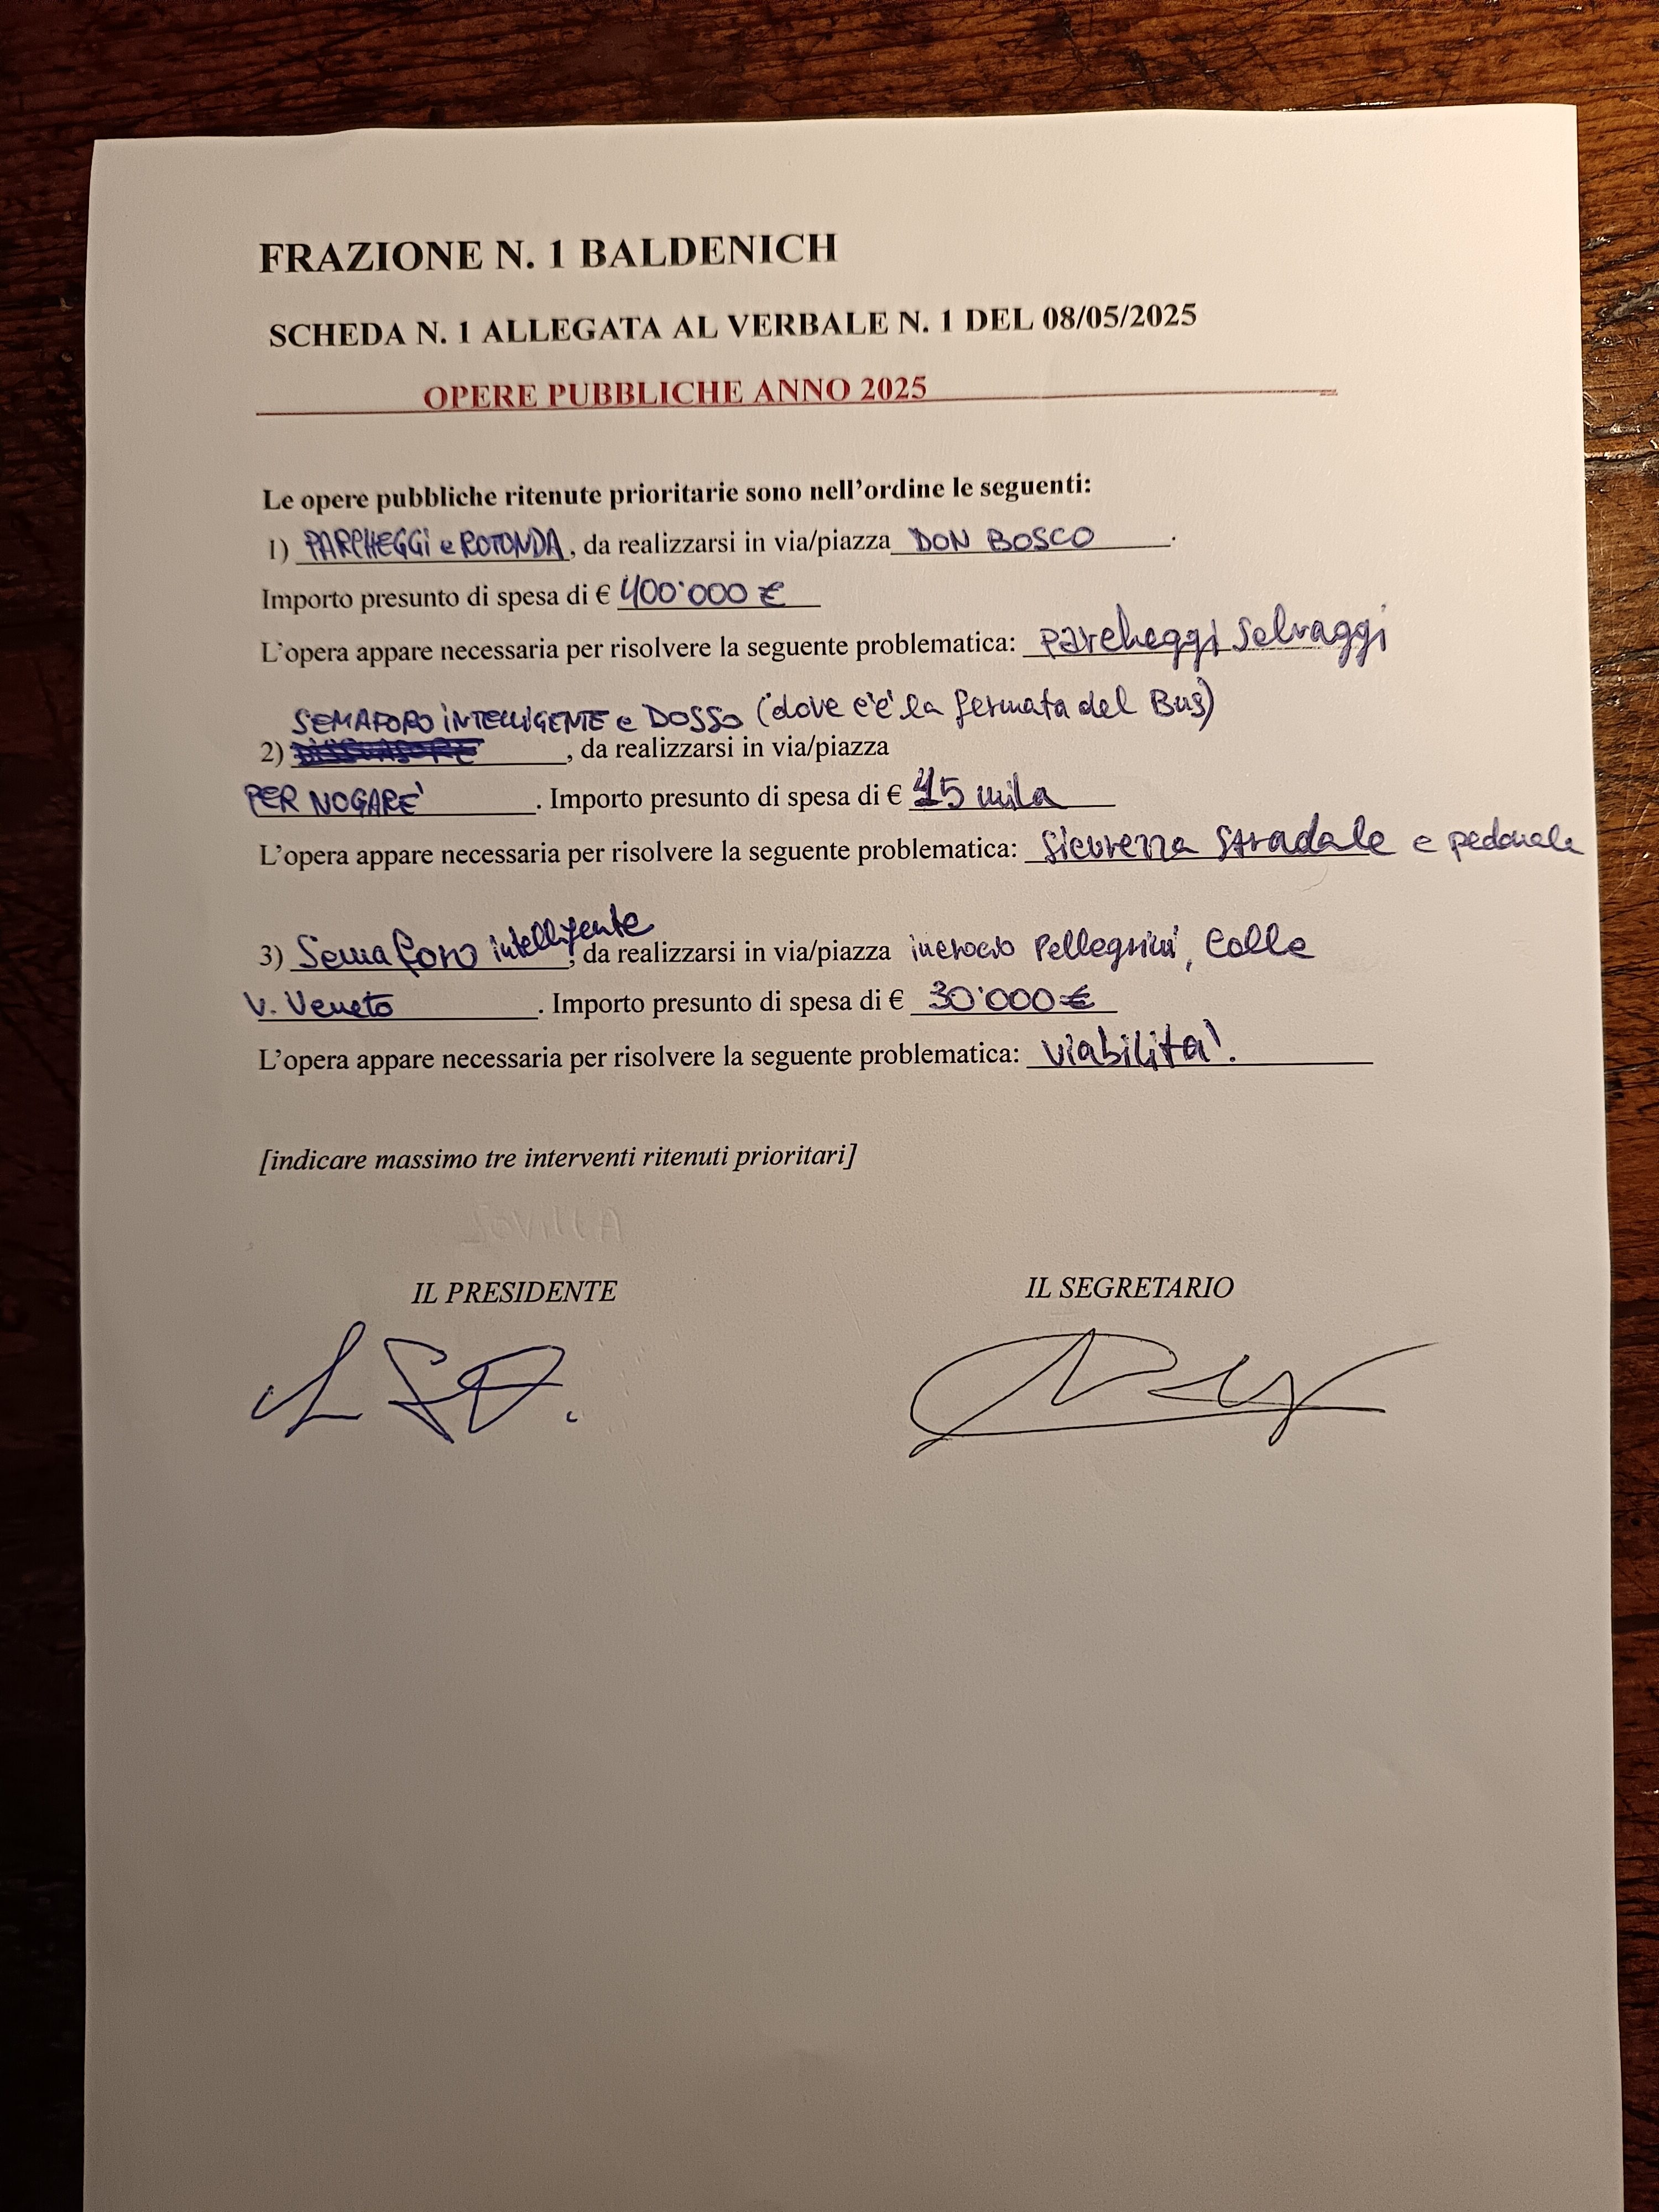 FRAZIONE N. 1 BALDENICH
SCHEDA N. 1 ALLEGATA AL VERBALE N. 1 DEL 08/05/2025
OPERE PUBBLICHE ANNO 2025
Le opere pubbliche ritenute prioritarie sono nell'ordine le seguenti:
1) PARCHEGGI e ROTONDA, da realizzarsi in via/piazza DON BOSCO.
Importo presunto di spesa di € 400'000 €
L'opera appare necessaria per risolvere la seguente problematica: parcheggi selvaggi
SEMAFORO INTELLIGENTE e DOSSO (dove c'è la fermata del Bus)
2) , da realizzarsi in via/piazza
PER NOGARE'. Importo presunto di spesa di € mila
L'opera appare necessaria per risolvere la seguente problematica: sicurezza stradale e pedonale
3) Semaforo intelligente, da realizzarsi in via/piazza incrocio Pellegrini, Colle
V. Veneto. Importo presunto di spesa di € 30'000 €
L'opera appare necessaria per risolvere la seguente problematica: viabilita'.
[indicare massimo tre interventi ritenuti prioritari]
IL PRESIDENTE IL SEGRETARIO